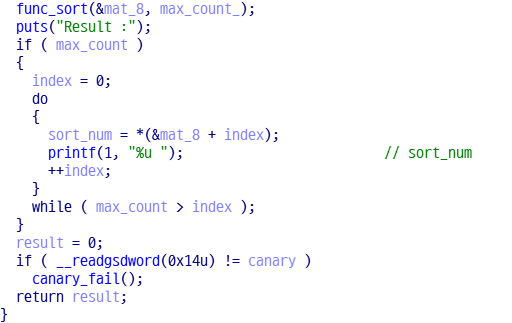 func_sort(&mat_8, max_count_);
puts("Result :");
if ( max_count )
{
index = 0;
do
{
sort_num = *(&mat_8 + index);
printf(1, "%u "); // sort_num
++index;
}
while ( max_count > index );
}
result = 0;
if ( __readgsdword(0x14u) != canary )
canary_fail();
return result;
}